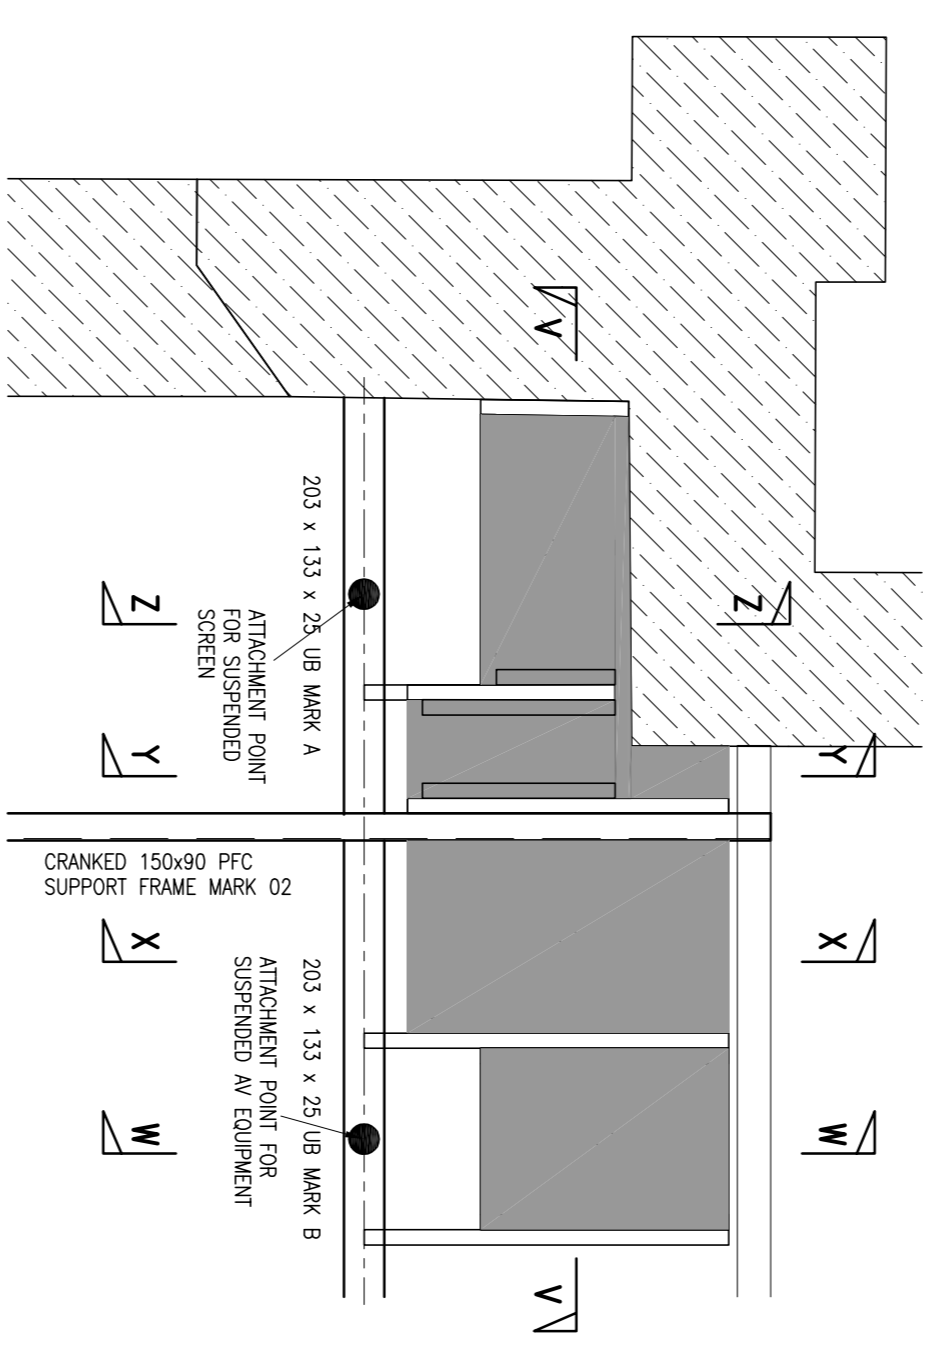 V
203 x 133 x 25 UB MARK A
ATTACHMENT POINT
FOR SUSPENDED
SCREEN
Z
Z
Y
Y
CRANKED 150x90 PFC
SUPPORT FRAME MARK 02
X
X
203 x 133 x 25 UB MARK B
ATTACHMENT POINT FOR
SUSPENDED AV EQUIPMENT
W
W
V